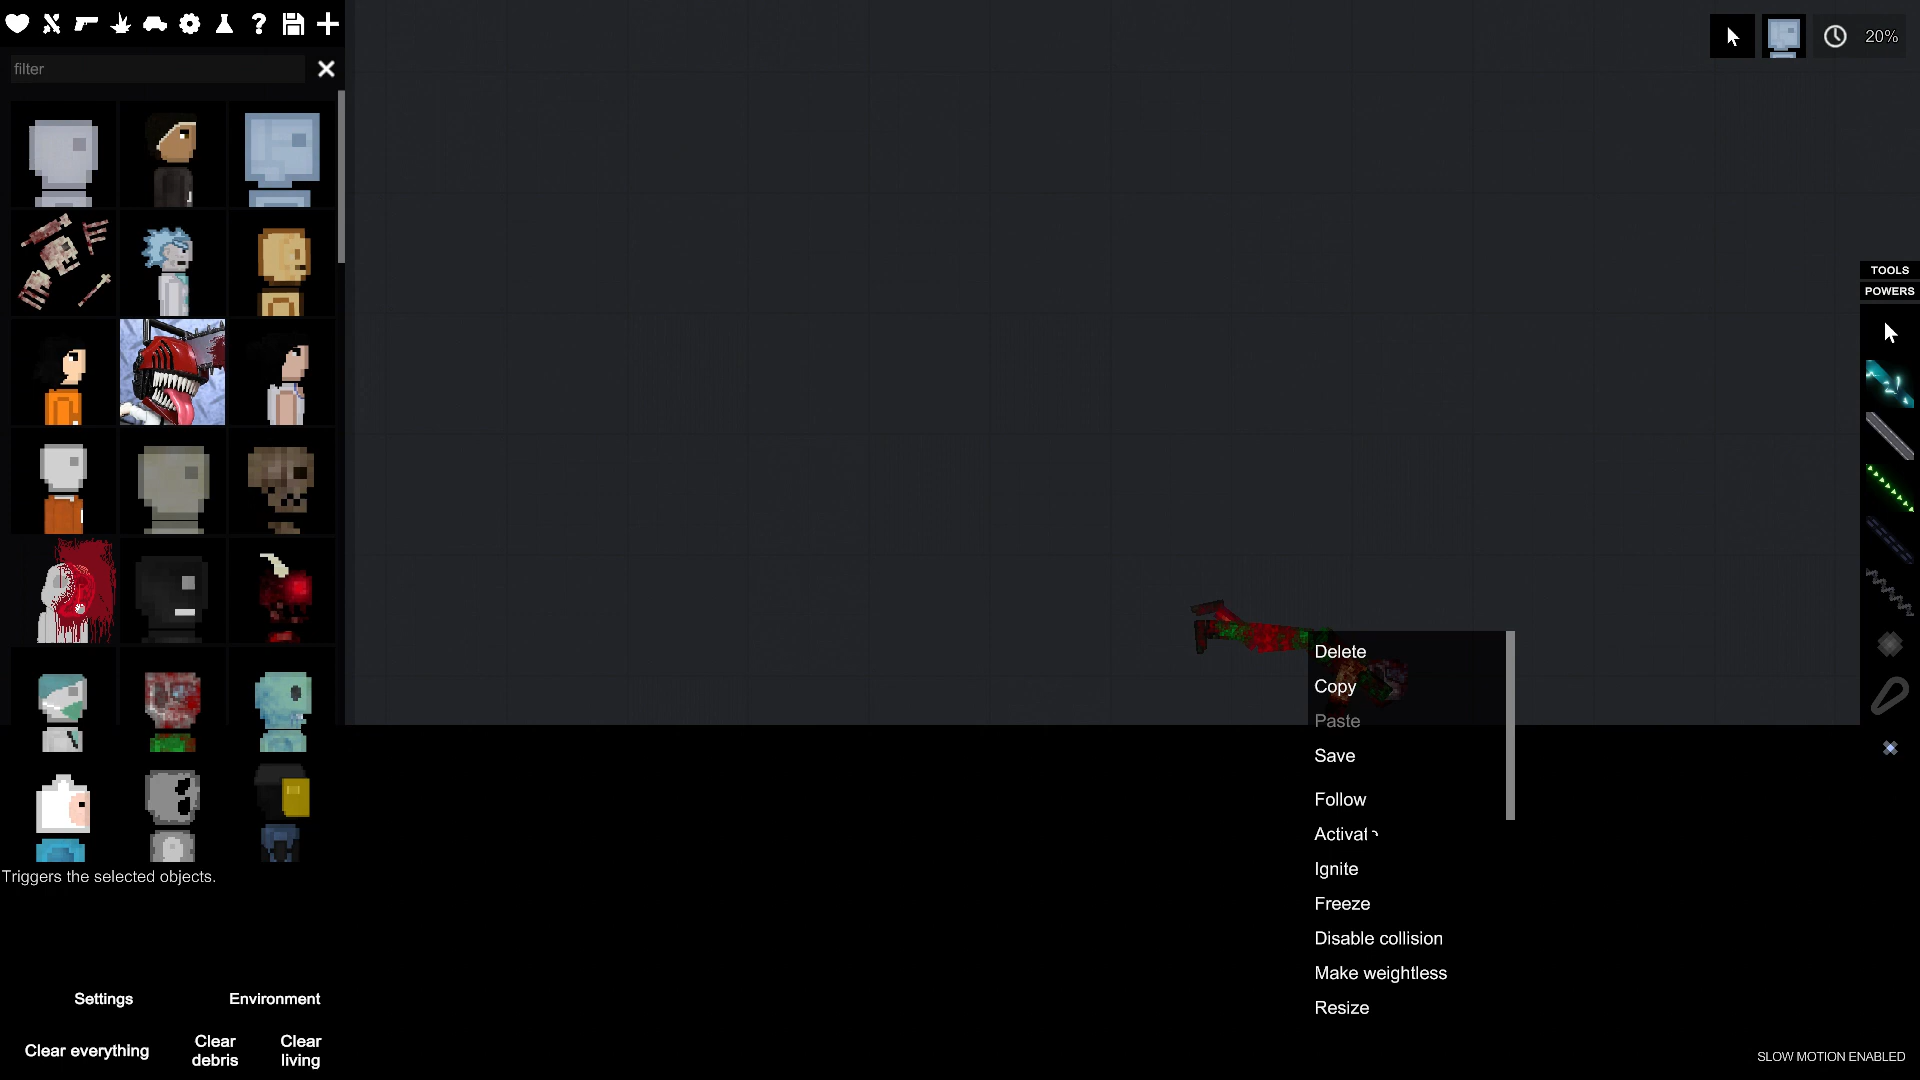 filter
20%
TOOLS
POWERS
Delete
Copy
Paste
Save
Follow
Activat
Ignite
Freeze
Disable collision
Make weightless
Resize
Triggers the selected objects.
Settings
Environment
Clear everything
Clear debris
Clear living
SLOW MOTION ENABLED